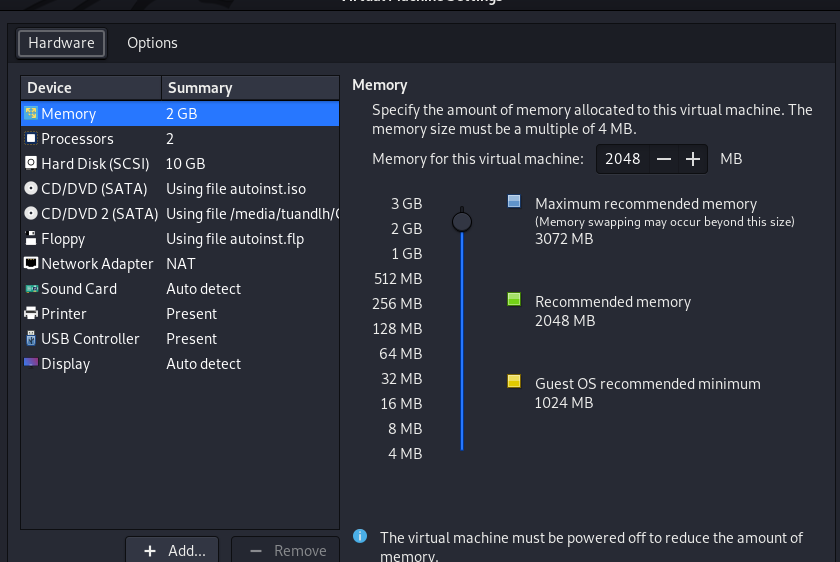 Virtual Machine Settings
Hardware Options
Device Summary
Memory 2 GB
Processors 2
Hard Disk (SCSI) 10 GB
CD/DVD (SATA) Using file autoinst.iso
CD/DVD 2 (SATA) Using file /media/tuandlh/
Floppy Using file autoinst.flp
Network Adapter NAT
Sound Card Auto detect
Printer Present
USB Controller Present
Display Auto detect
+ Add...
− Remove
Memory
Specify the amount of memory allocated to this virtual machine. The
memory size must be a multiple of 4 MB.
Memory for this virtual machine: 2048 − + MB
3 GB
2 GB
1 GB
512 MB
256 MB
128 MB
64 MB
32 MB
16 MB
8 MB
4 MB
Maximum recommended memory
(Memory swapping may occur beyond this size)
3072 MB
Recommended memory
2048 MB
Guest OS recommended minimum
1024 MB
The virtual machine must be powered off to reduce the amount of
memory.